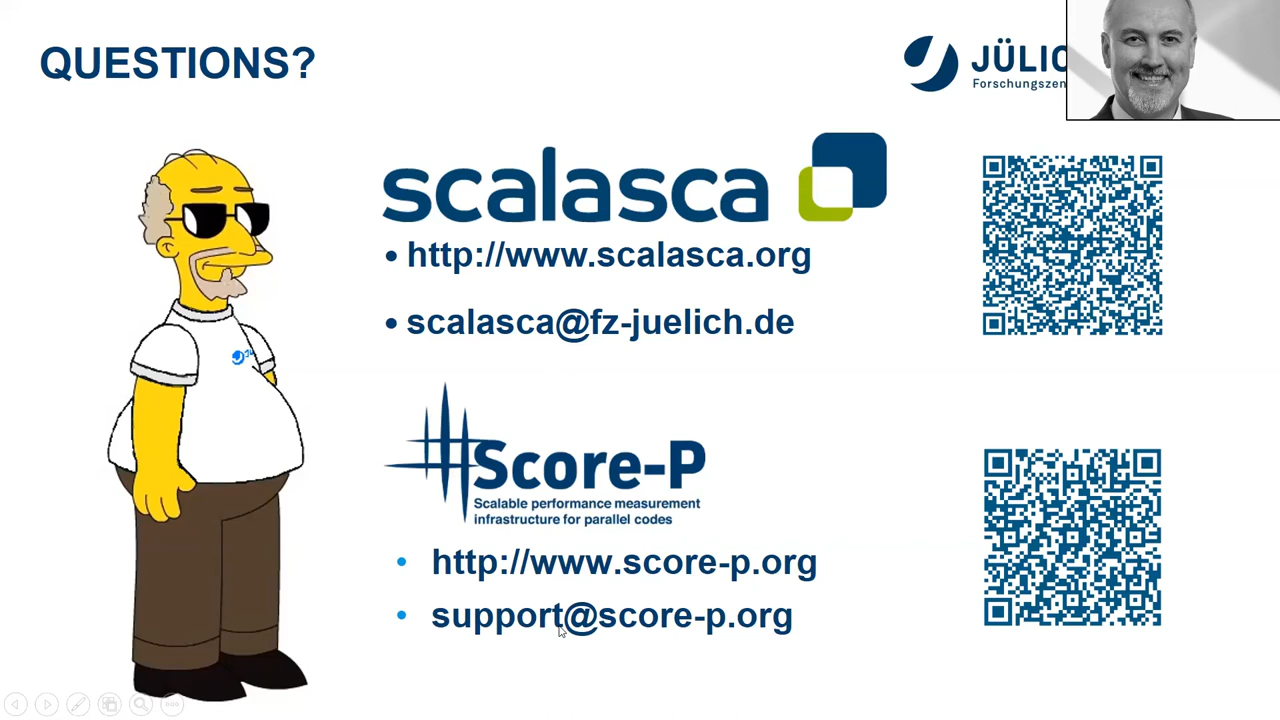 QUESTIONS?
JÜLIC
Forschungszen
scalasca
• http://www.scalasca.org
• scalasca@fz-juelich.de
Score-P
Scalable performance measurement
infrastructure for parallel codes
• http://www.score-p.org
• support@score-p.org